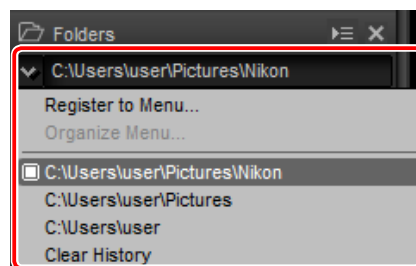 Folders
C:\Users\user\Pictures\Nikon
Register to Menu...
Organize Menu...
C:\Users\user\Pictures\Nikon
C:\Users\user\Pictures
C:\Users\user
Clear History